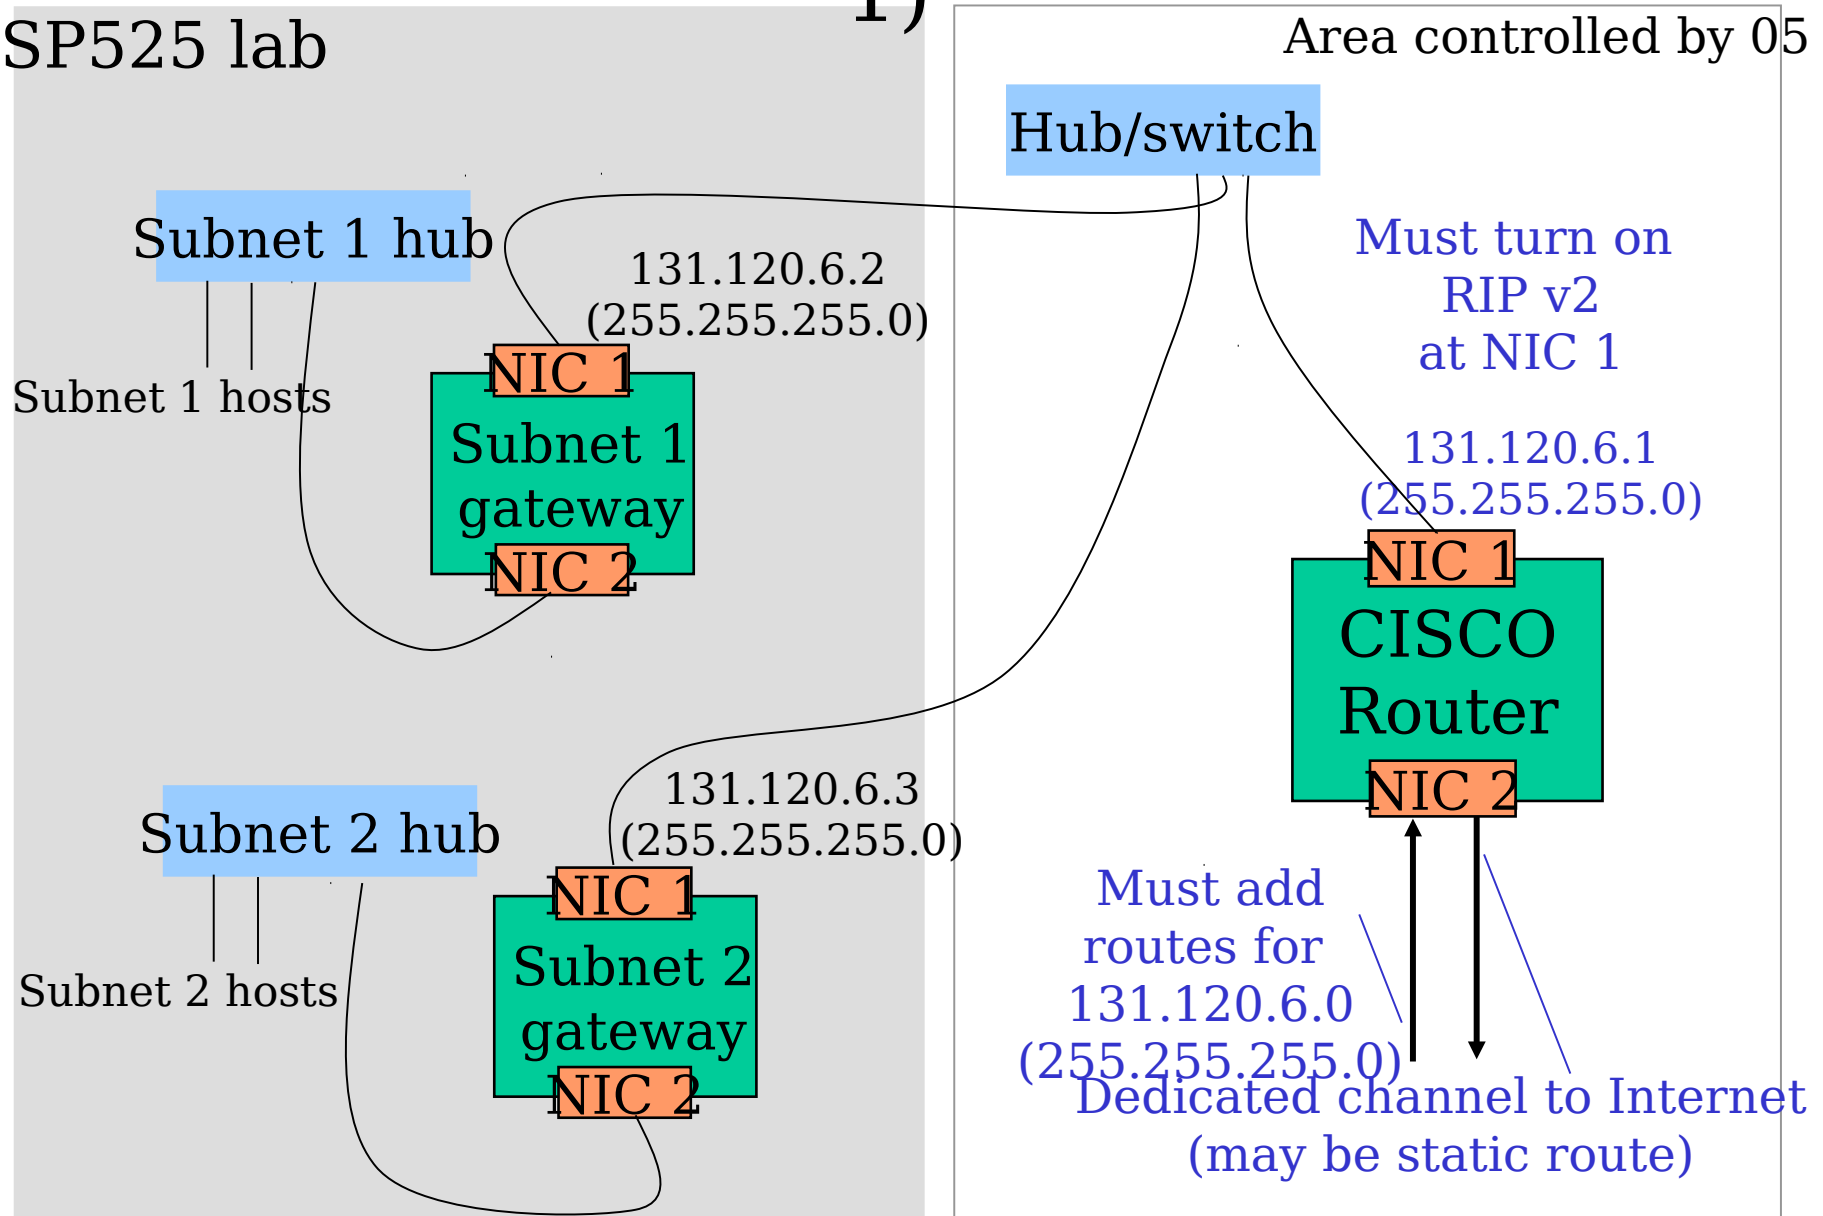 1)
SP525 lab
Area controlled by 05
Hub/switch
Subnet 1 hub
131.120.6.2
(255.255.255.0)
Must turn on
RIP v2
at NIC 1
NIC 1
Subnet 1 hosts
Subnet 1
gateway
NIC 2
131.120.6.1
(255.255.255.0)
NIC 1
CISCO
Router
NIC 2
131.120.6.3
(255.255.255.0)
Subnet 2 hub
NIC 1
Subnet 2 hosts
Subnet 2
gateway
NIC 2
Must add
routes for
131.120.6.0
(255.255.255.0)
Dedicated channel to Internet
(may be static route)